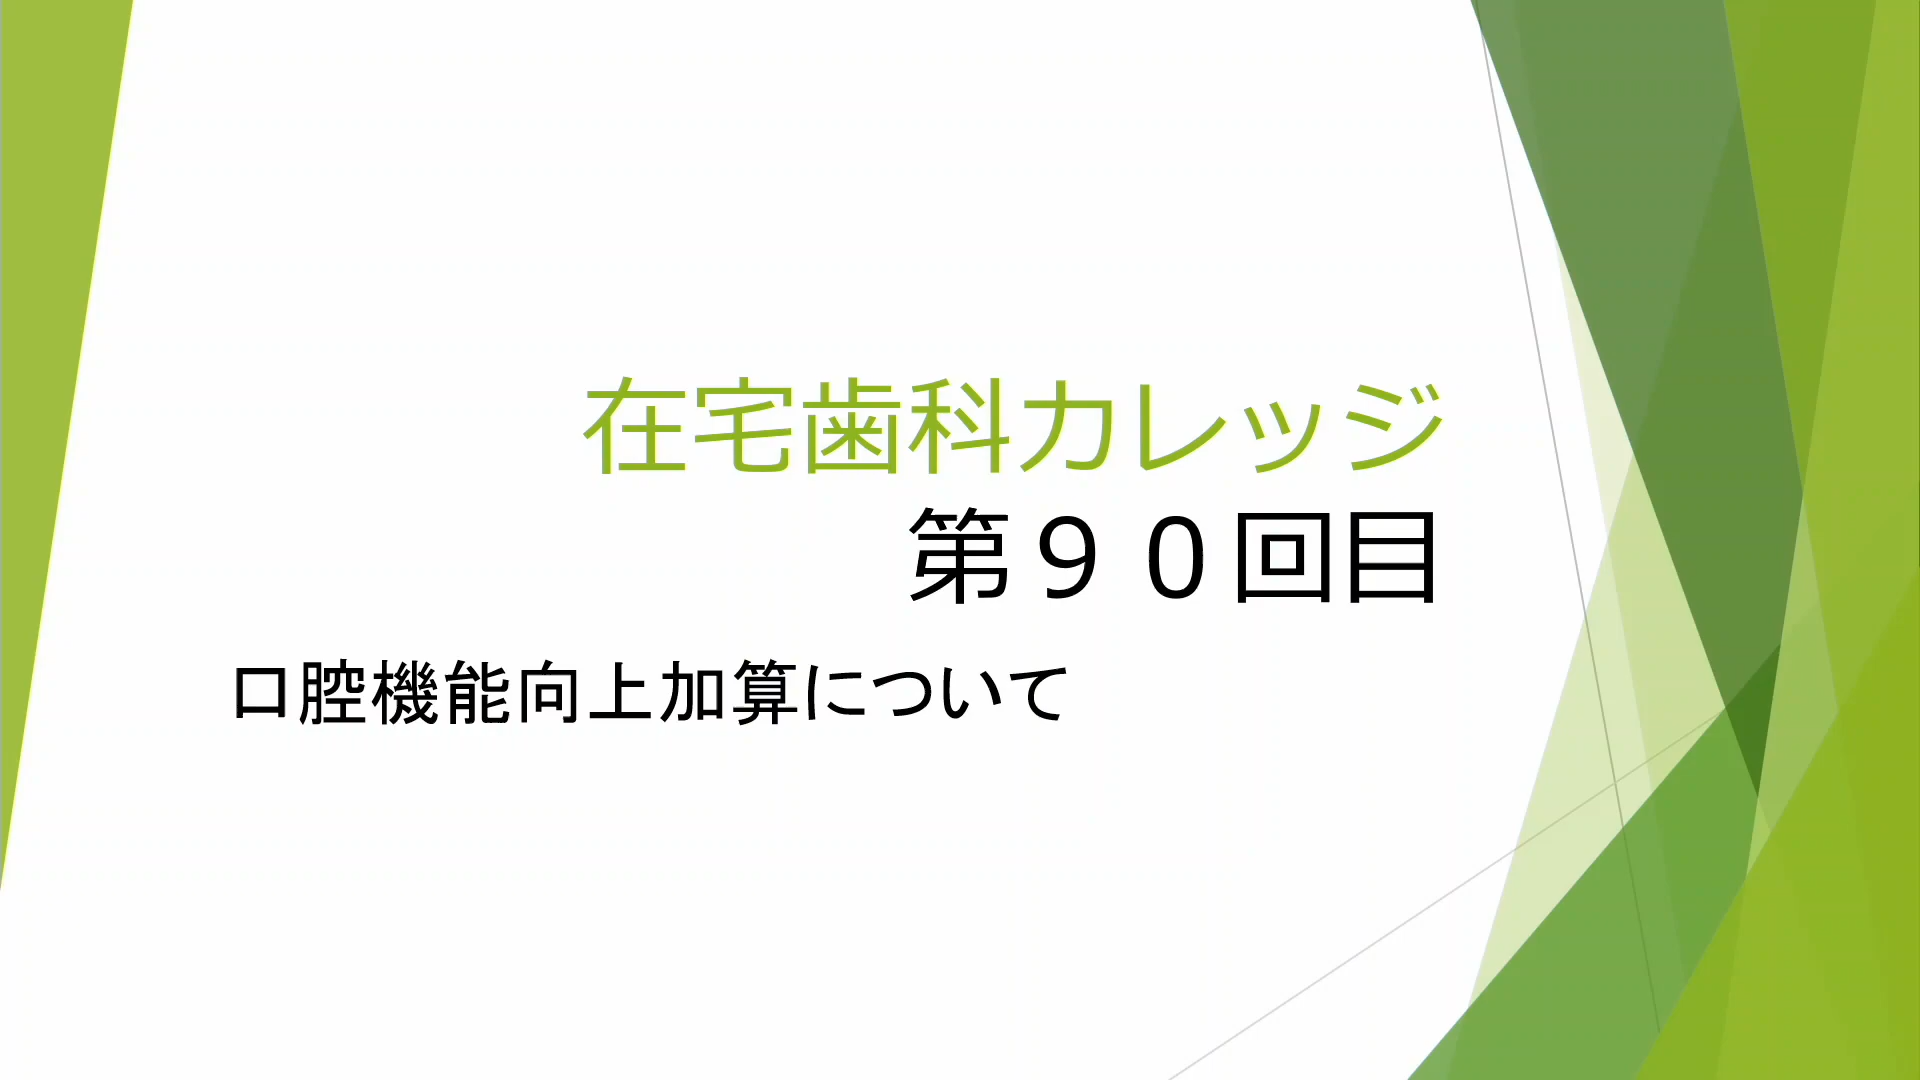 在宅歯科カレッジ
第９０回目
口腔機能向上加算について